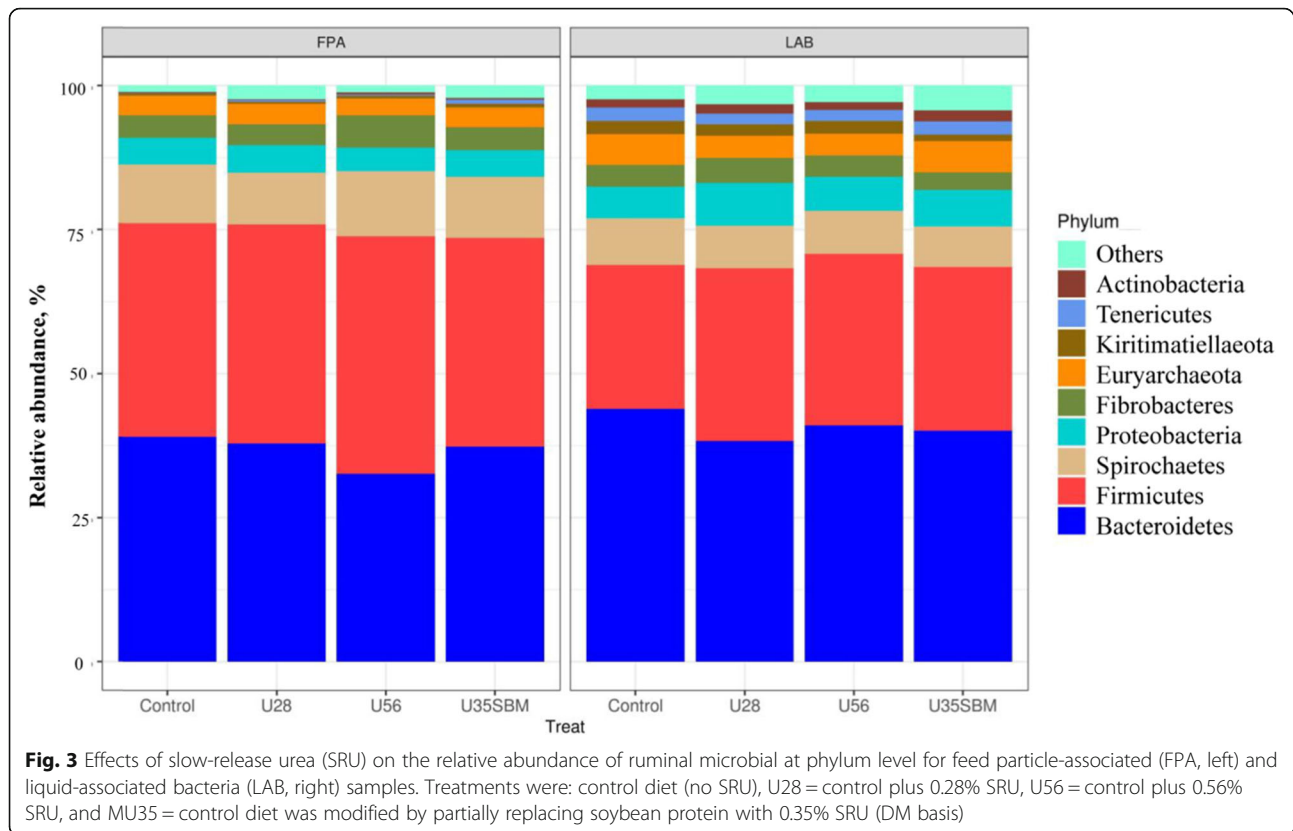 FPA
LAB
Relative abundance, %
100
75
50
25
0
Control U28 U56 U35SBM
Control U28 U56 U35SBM
Treat
Phylum
Others
Actinobacteria
Tenericutes
Kiritimatiellaeota
Euryarchaeota
Fibrobacteres
Proteobacteria
Spirochaetes
Firmicutes
Bacteroidetes
Fig. 3 Effects of slow-release urea (SRU) on the relative abundance of ruminal microbial at phylum level for feed particle-associated (FPA, left) and
liquid-associated bacteria (LAB, right) samples. Treatments were: control diet (no SRU), U28 = control plus 0.28% SRU, U56 = control plus 0.56%
SRU, and MU35 = control diet was modified by partially replacing soybean protein with 0.35% SRU (DM basis)